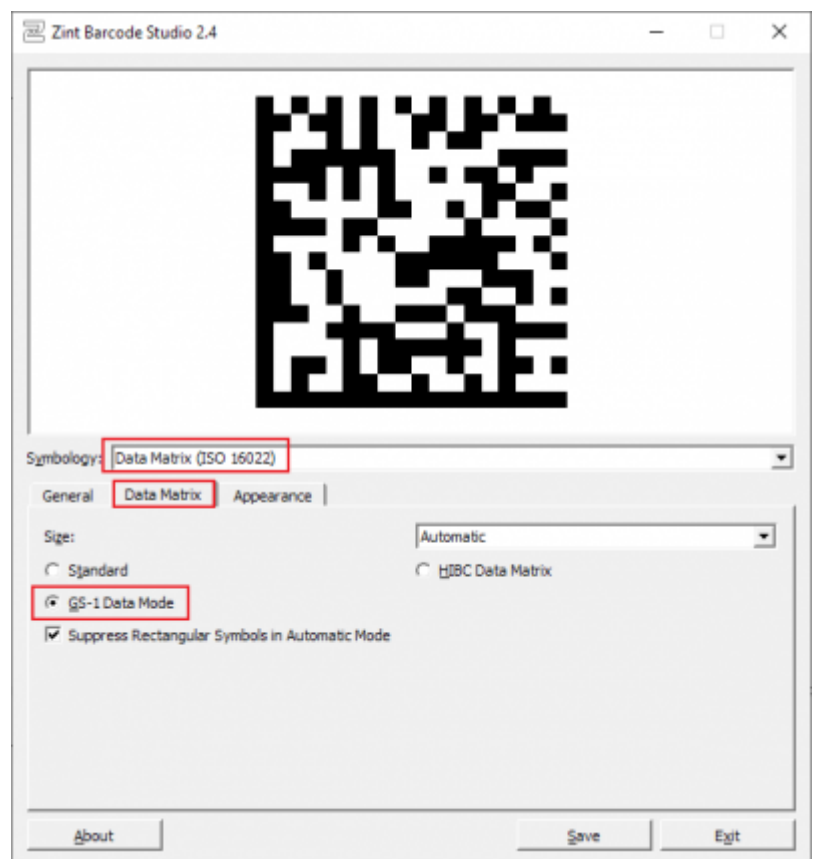 Zint Barcode Studio 2.4
Symbology: Data Matrix (ISO 16022)
General Data Matrix Appearance
Size: Automatic
Standard HIBC Data Matrix
GS-1 Data Mode
Suppress Rectangular Symbols in Automatic Mode
About Save Exit